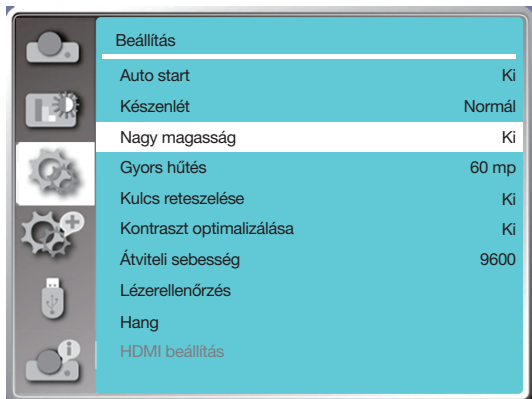 Beállítás
Auto start Ki
Készenlét Normál
Nagy magasság Ki
Gyors hűtés 60 mp
Kulcs reteszelése Ki
Kontraszt optimalizálása Ki
Átviteli sebesség 9600
Lézerellenőrzés
Hang
HDMI beállítás